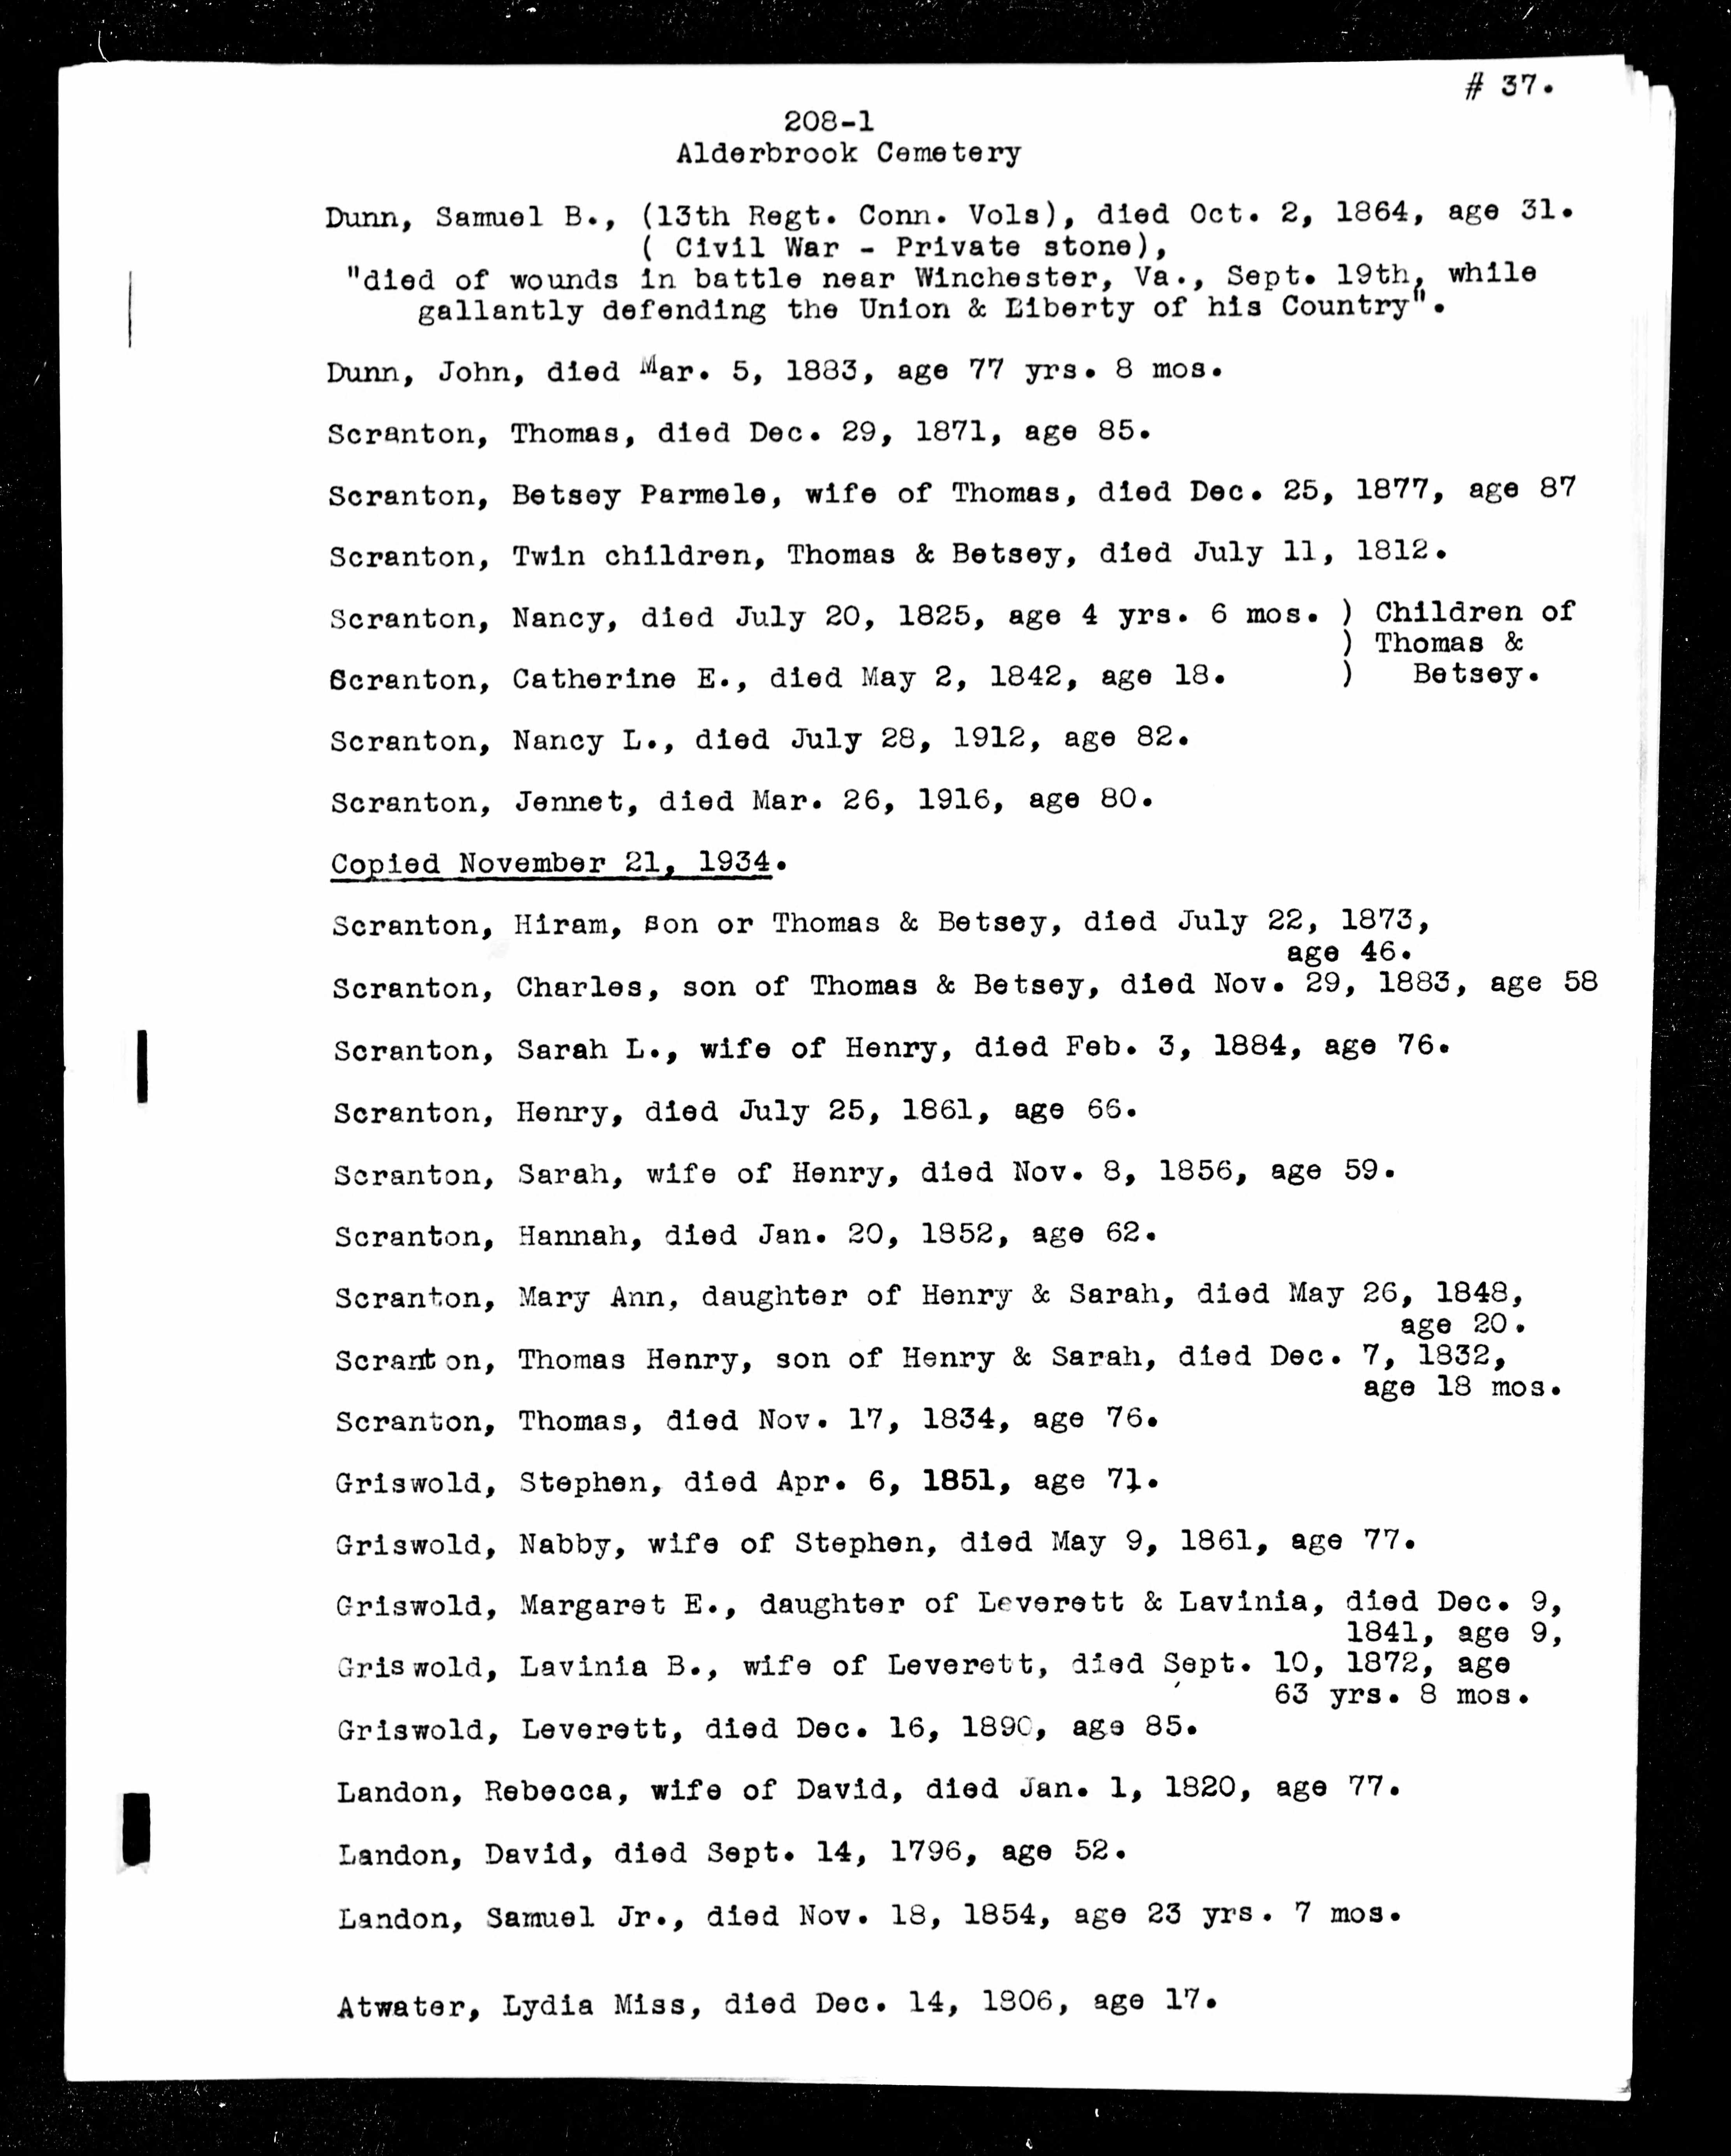 # 37.
208-1
Alderbrook Cemetery
Dunn, Samuel B., (13th Regt. Conn. Vols), died Oct. 2, 1864, age 31.
( Civil War - Private stone),
"died of wounds in battle near Winchester, Va., Sept. 19th, while
gallantly defending the Union & Liberty of his Country".
Dunn, John, died Mar. 5, 1883, age 77 yrs. 8 mos.
Scranton, Thomas, died Dec. 29, 1871, age 85.
Scranton, Betsey Parmele, wife of Thomas, died Dec. 25, 1877, age 87
Scranton, Twin children, Thomas & Betsey, died July 11, 1812.
Scranton, Nancy, died July 20, 1825, age 4 yrs. 6 mos. ) Children of
) Thomas &
Scranton, Catherine E., died May 2, 1842, age 18. ) Betsey.
Scranton, Nancy L., died July 28, 1912, age 82.
Scranton, Jennet, died Mar. 26, 1916, age 80.
Copied November 21, 1934.
Scranton, Hiram, son or Thomas & Betsey, died July 22, 1873,
age 46.
Scranton, Charles, son of Thomas & Betsey, died Nov. 29, 1883, age 58
Scranton, Sarah L., wife of Henry, died Feb. 3, 1884, age 76.
Scranton, Henry, died July 25, 1861, age 66.
Scranton, Sarah, wife of Henry, died Nov. 8, 1856, age 59.
Scranton, Hannah, died Jan. 20, 1852, age 62.
Scranton, Mary Ann, daughter of Henry & Sarah, died May 26, 1848,
age 20.
Scranton, Thomas Henry, son of Henry & Sarah, died Dec. 7, 1832,
age 18 mos.
Scranton, Thomas, died Nov. 17, 1834, age 76.
Griswold, Stephen, died Apr. 6, 1851, age 71.
Griswold, Nabby, wife of Stephen, died May 9, 1861, age 77.
Griswold, Margaret E., daughter of Leverett & Lavinia, died Dec. 9,
1841, age 9,
Griswold, Lavinia B., wife of Leverett, died Sept. 10, 1872, age
63 yrs. 8 mos.
Griswold, Leverett, died Dec. 16, 1890, age 85.
Landon, Rebecca, wife of David, died Jan. 1, 1820, age 77.
Landon, David, died Sept. 14, 1796, age 52.
Landon, Samuel Jr., died Nov. 18, 1854, age 23 yrs. 7 mos.
Atwater, Lydia Miss, died Dec. 14, 1806, age 17.